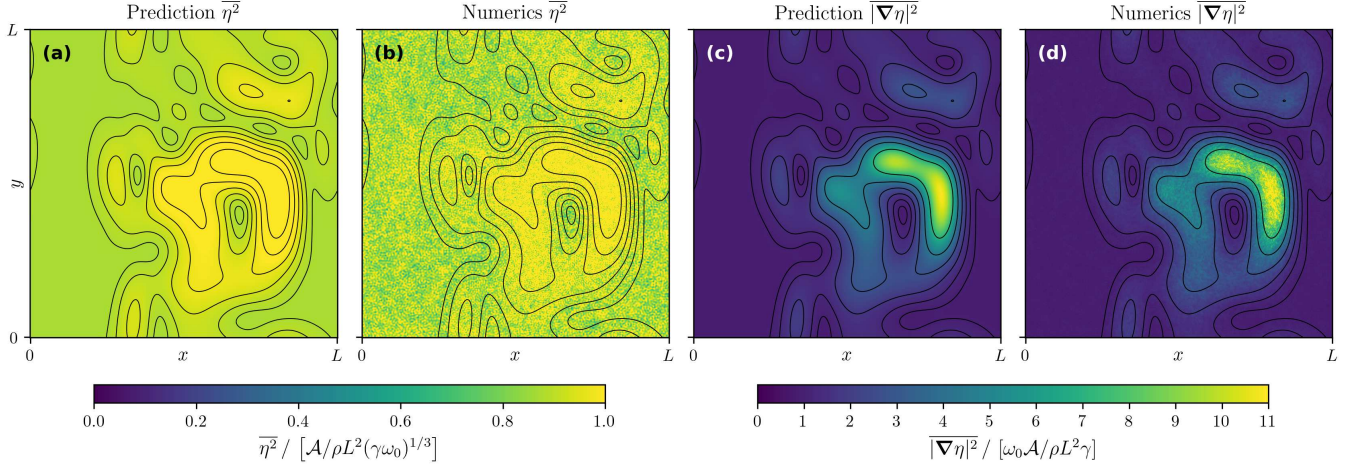 Prediction $\overline{\eta^2}$
Numerics $\overline{\eta^2}$
Prediction $\overline{|\boldsymbol{\nabla}\eta|^2}$
Numerics $\overline{|\boldsymbol{\nabla}\eta|^2}$
L
(a)
(b)
(c)
(d)
y
0
0 x L
0 x L
0 x L
0 x L
0.0 0.2 0.4 0.6 0.8 1.0
$\overline{\eta^2}$ / $[\mathcal{A}/\rho L^2(\gamma\omega_0)^{1/3}]$
0 1 2 3 4 5 6 7 8 9 10 11
$\overline{|\boldsymbol{\nabla}\eta|^2}$ / $[\omega_0\mathcal{A}/\rho L^2\gamma]$